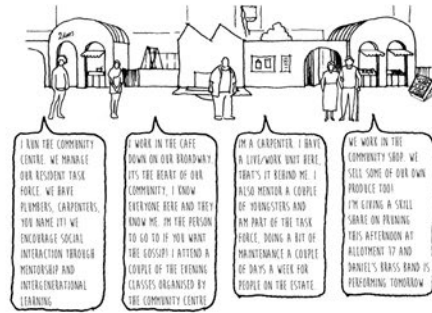 I RUN THE COMMUNITY
CENTRE. WE MANAGE
OUR RESIDENT TASK
FORCE. WE HAVE
PLUMBERS, CARPENTERS,
YOU NAME IT! WE
ENCOURAGE SOCIAL
INTERACTION THROUGH
MENTORSHIP AND
INTERGENERATIONAL
LEARNING
I WORK IN THE CAFE
DOWN ON OUR BROADWAY.
ITS THE HEART OF OUR
COMMUNITY, I KNOW
EVERYONE HERE AND THEY
KNOW ME. I'M THE PERSON
TO GO TO IF YOU WANT
THE GOSSIP! I ATTEND A
COUPLE OF THE EVENING
CLASSES ORGANISED BY
THE COMMUNITY CENTRE
IM A CARPENTER. I HAVE
A LIVE/WORK UNIT HERE,
THAT'S IT BEHIND ME. I
ALSO MENTOR A COUPLE
OF YOUNGSTERS AND
AM PART OF THE TASK
FORCE, DOING A BIT OF
MAINTENANCE A COUPLE
OF DAYS A WEEK FOR
PEOPLE ON THE ESTATE
WE WORK IN THE
COMMUNITY SHOP. WE
SELL SOME OF OUR OWN
PRODUCE TOO!
I'M GIVING A SKILL
SHARE ON PRUNING
THIS AFTERNOON AT
ALLOTMENT 37 AND
DANIEL'S BRASS BAND IS
PERFORMING TOMORROW